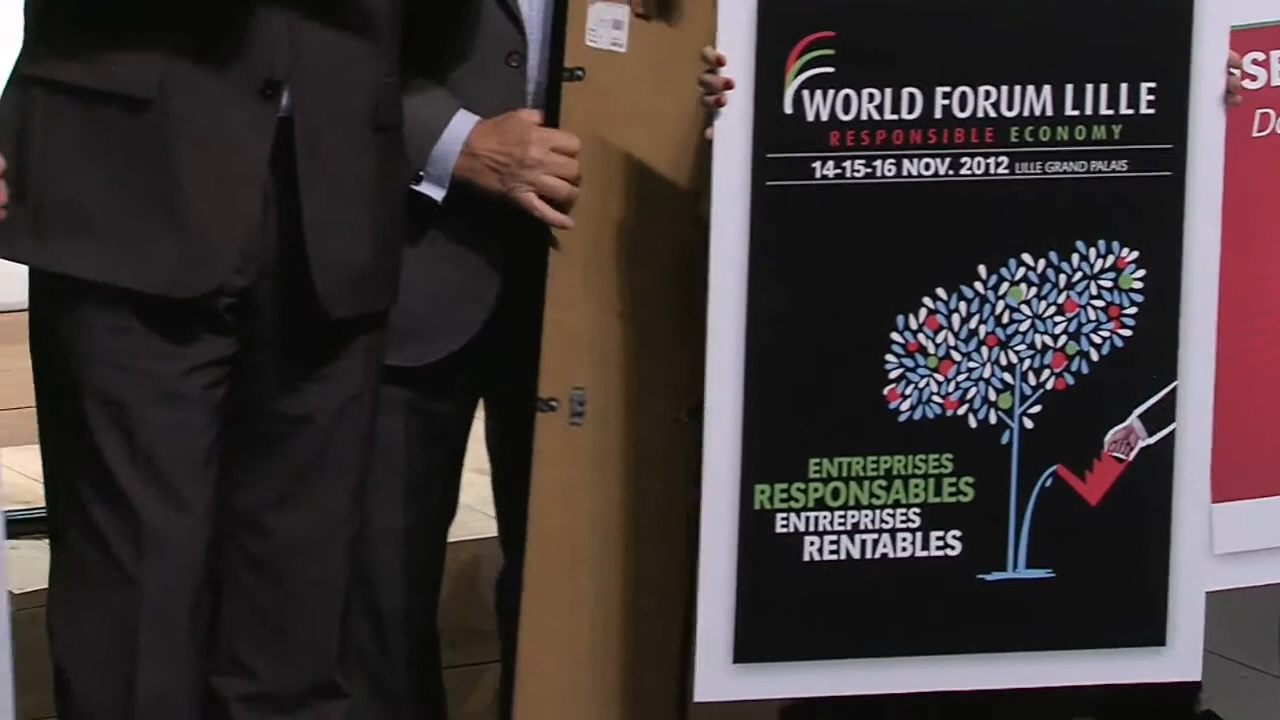 WORLD FORUM LILLE
RESPONSIBLE ECONOMY
14-15-16 NOV. 2012 LILLE GRAND PALAIS
ENTREPRISES
RESPONSABLES
ENTREPRISES
RENTABLES